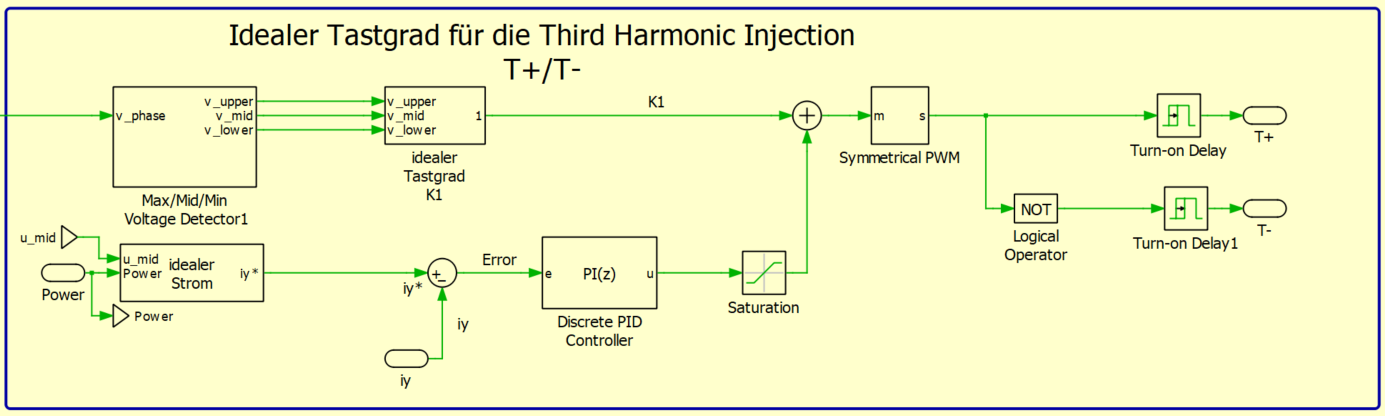 Idealer Tastgrad für die Third Harmonic Injection
T+/T-
v_phase
v_upper
v_mid
v_lower
Max/Mid/Min
Voltage Detector1
v_upper
v_mid
v_lower
1
idealer
Tastgrad
K1
K1
+
m
s
Symmetrical PWM
Turn-on Delay
T+
NOT
Logical
Operator
Turn-on Delay1
T-
u_mid
Power
Power
u_mid
Power
idealer
Strom
iy*
iy*
+
-
iy
iy
Error
e
PI(z)
u
Discrete PID
Controller
Saturation